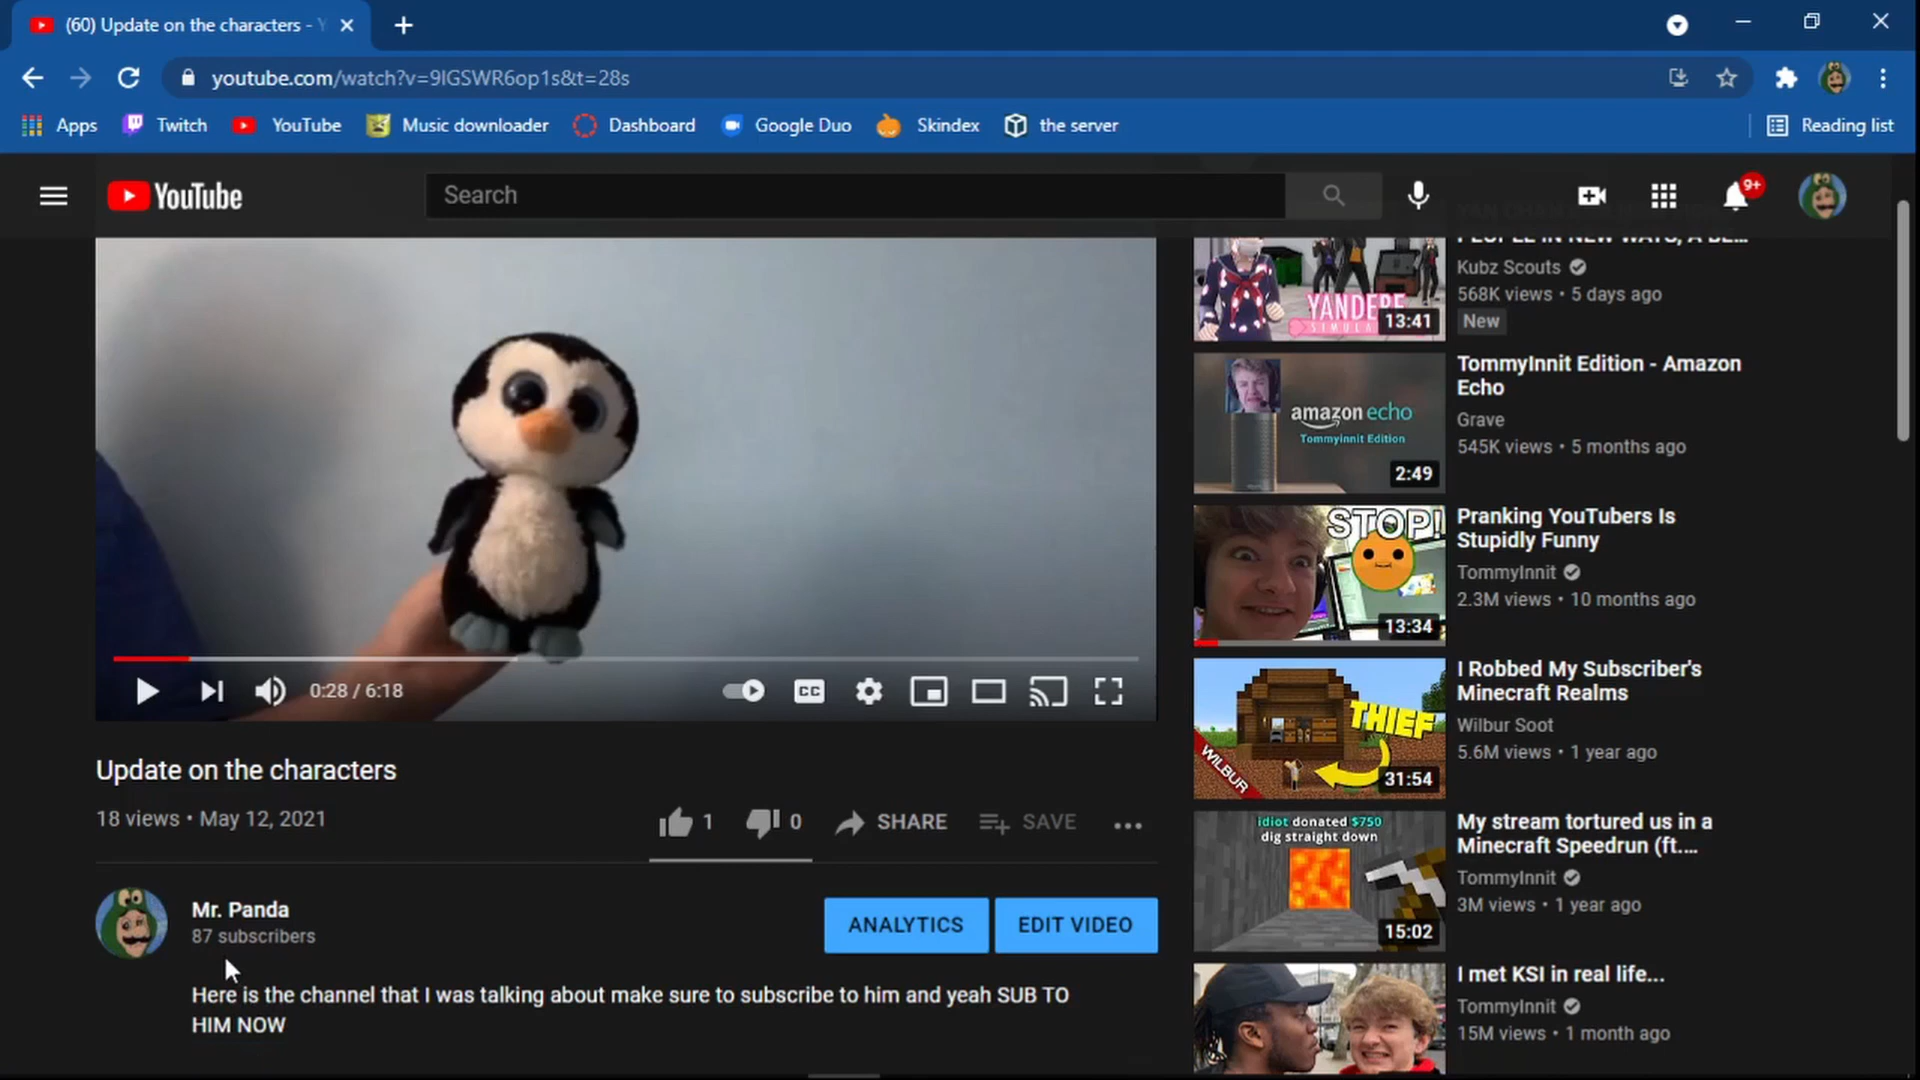 (60) Update on the characters -
youtube.com/watch?v=9IGSWR6op1s&t=28s
Apps Twitch YouTube Music downloader Dashboard Google Duo Skindex the server Reading list
YouTube
Search
9+
PEOPLE IN NEW WAYS, A BE...
Kubz Scouts
568K views • 5 days ago
New
YANDERE
13:41
TommyInnit Edition - Amazon
Echo
Grave
545K views • 5 months ago
amazon echo
Tommyinnit Edition
2:49
Pranking YouTubers Is
Stupidly Funny
TommyInnit
2.3M views • 10 months ago
STOP!
13:34
I Robbed My Subscriber's
Minecraft Realms
Wilbur Soot
5.6M views • 1 year ago
THIEF
WILBUR
31:54
My stream tortured us in a
Minecraft Speedrun (ft....
TommyInnit
3M views • 1 year ago
idiot donated $750
dig straight down
15:02
I met KSI in real life...
TommyInnit
15M views • 1 month ago
CC
0:28 / 6:18
Update on the characters
18 views • May 12, 2021
1 0 SHARE SAVE
Mr. Panda
87 subscribers
ANALYTICS EDIT VIDEO
Here is the channel that I was talking about make sure to subscribe to him and yeah SUB TO
HIM NOW